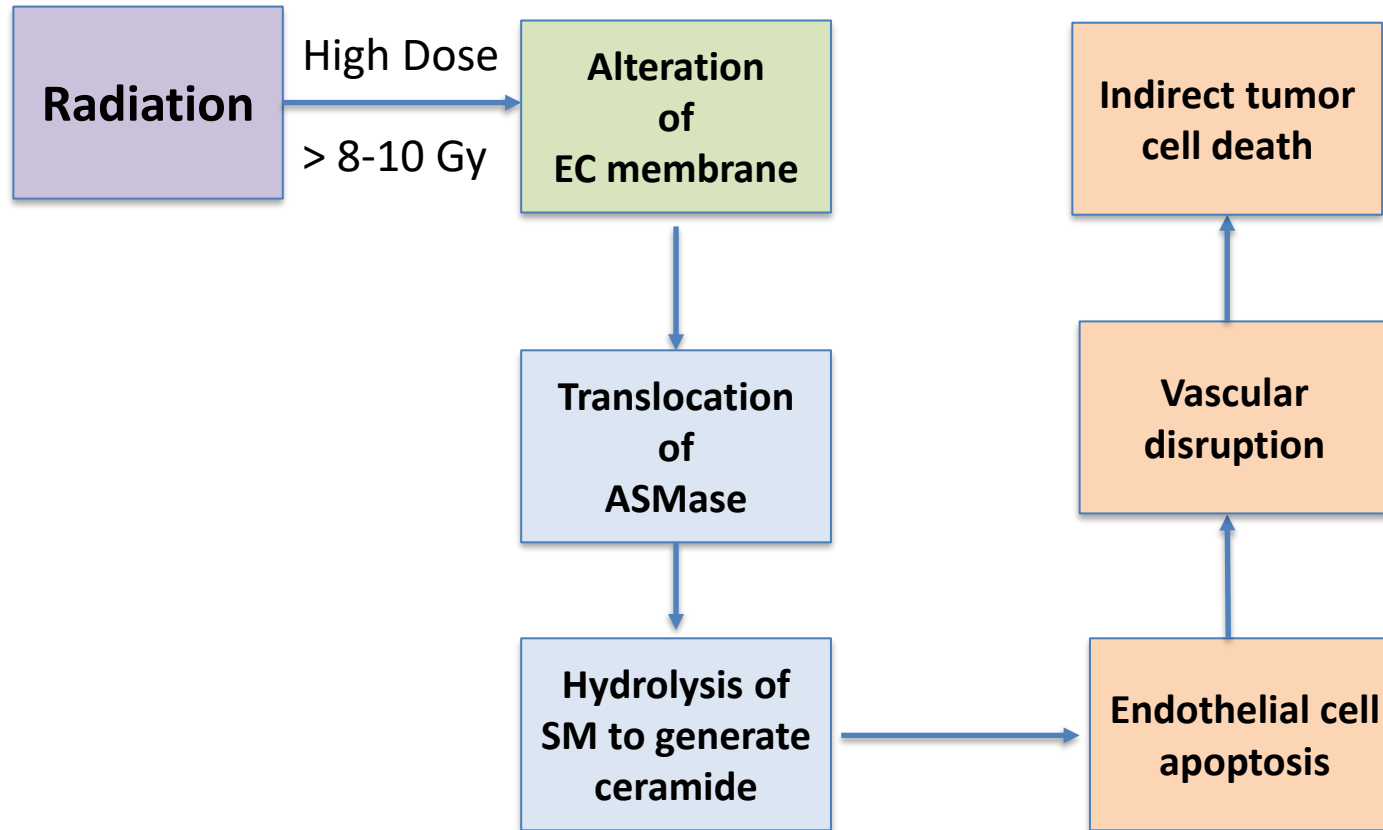 Radiation
High Dose
> 8-10 Gy
Alteration
of
EC membrane
Translocation
of
ASMase
Hydrolysis of
SM to generate
ceramide
Endothelial cell
apoptosis
Vascular
disruption
Indirect tumor
cell death